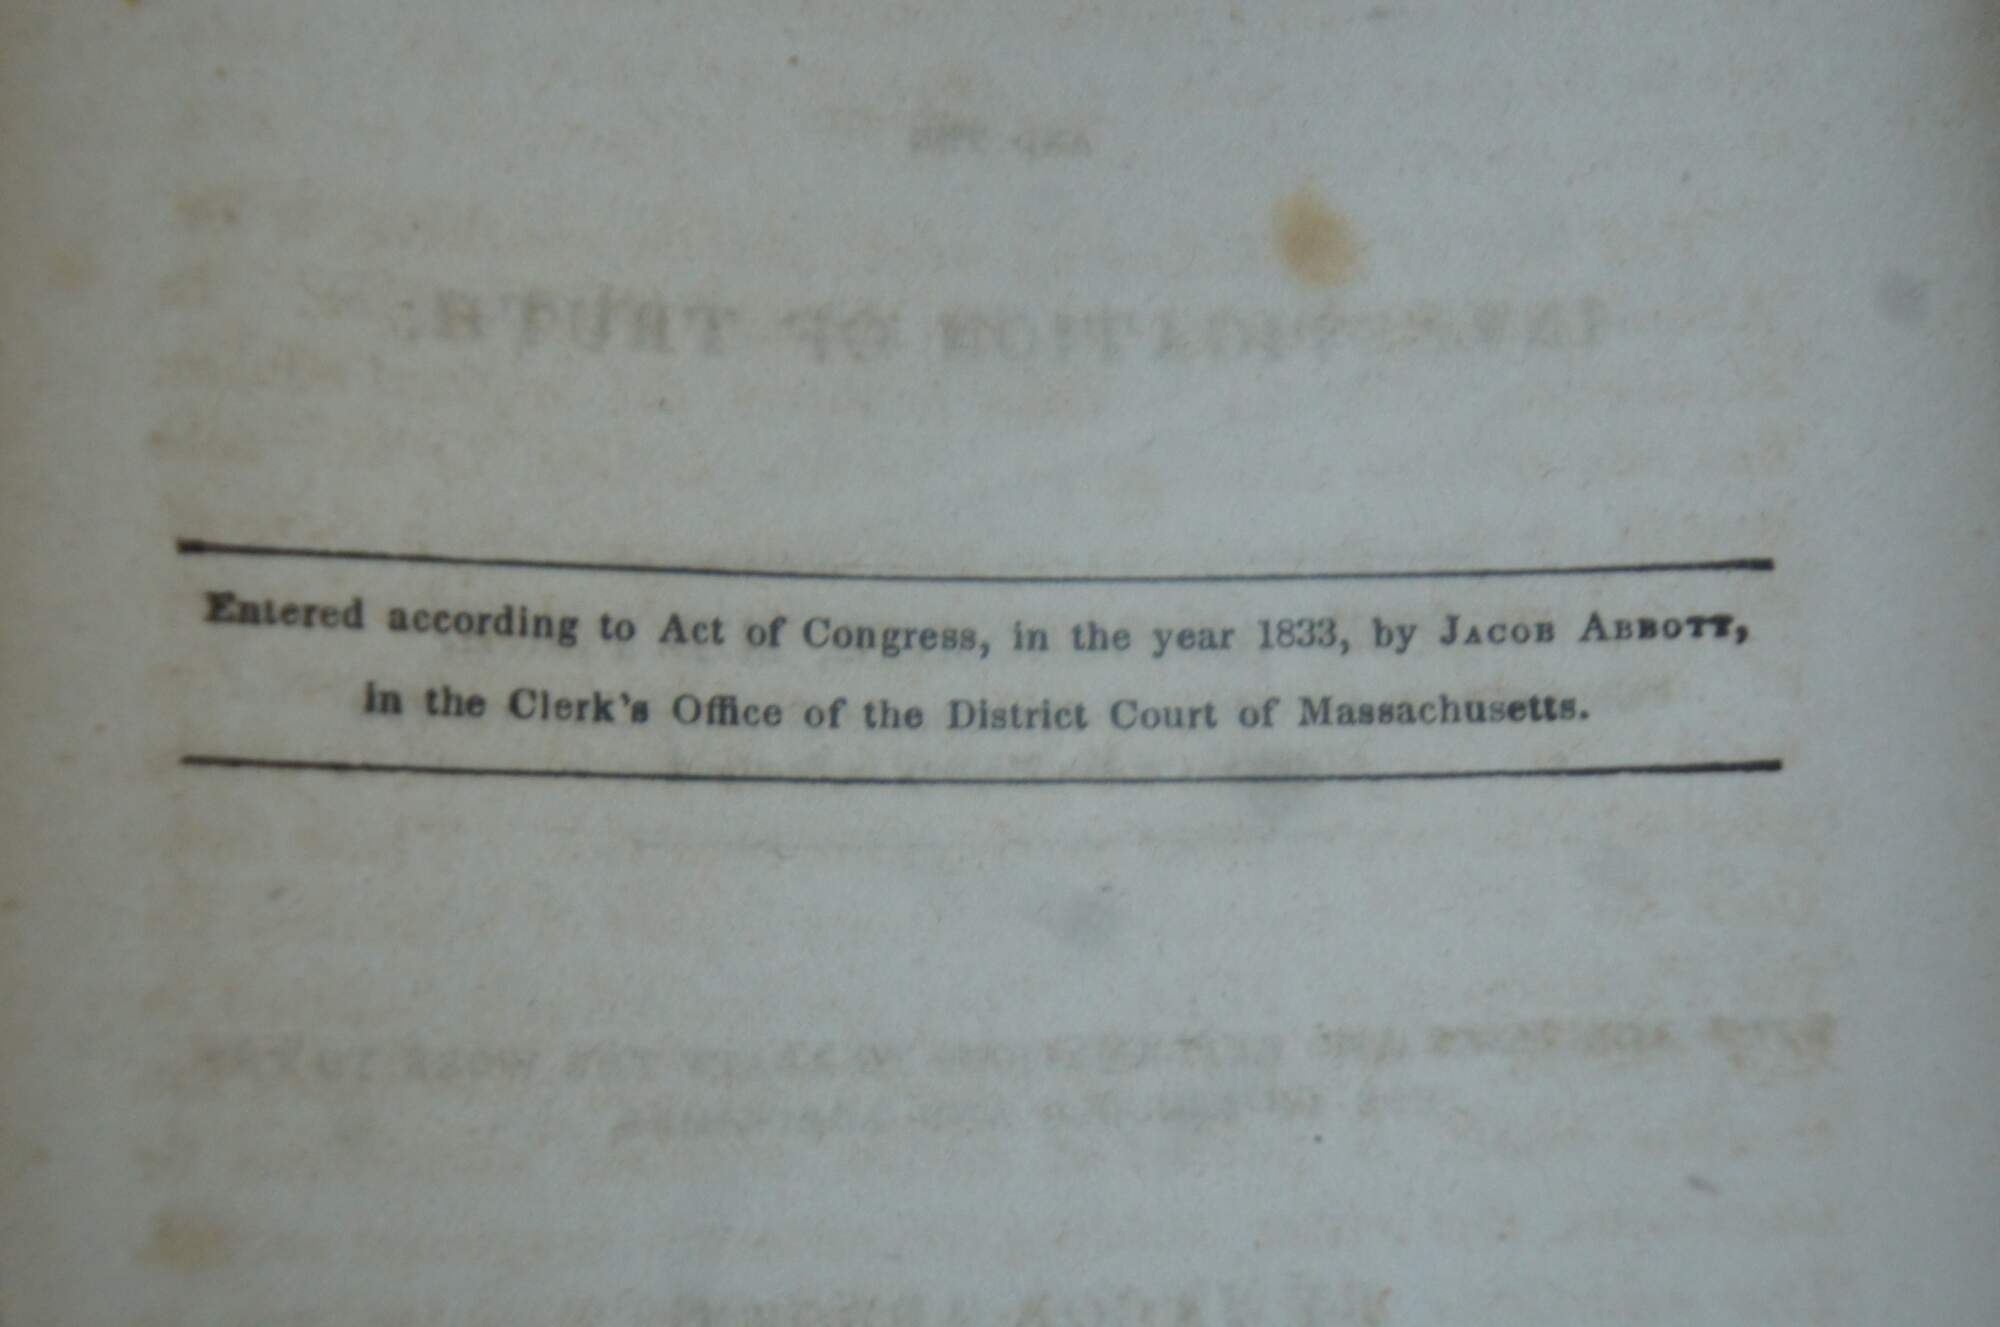 Entered according to Act of Congress, in the year 1833, by JACOB ABBOTT,
in the Clerk's Office of the District Court of Massachusetts.